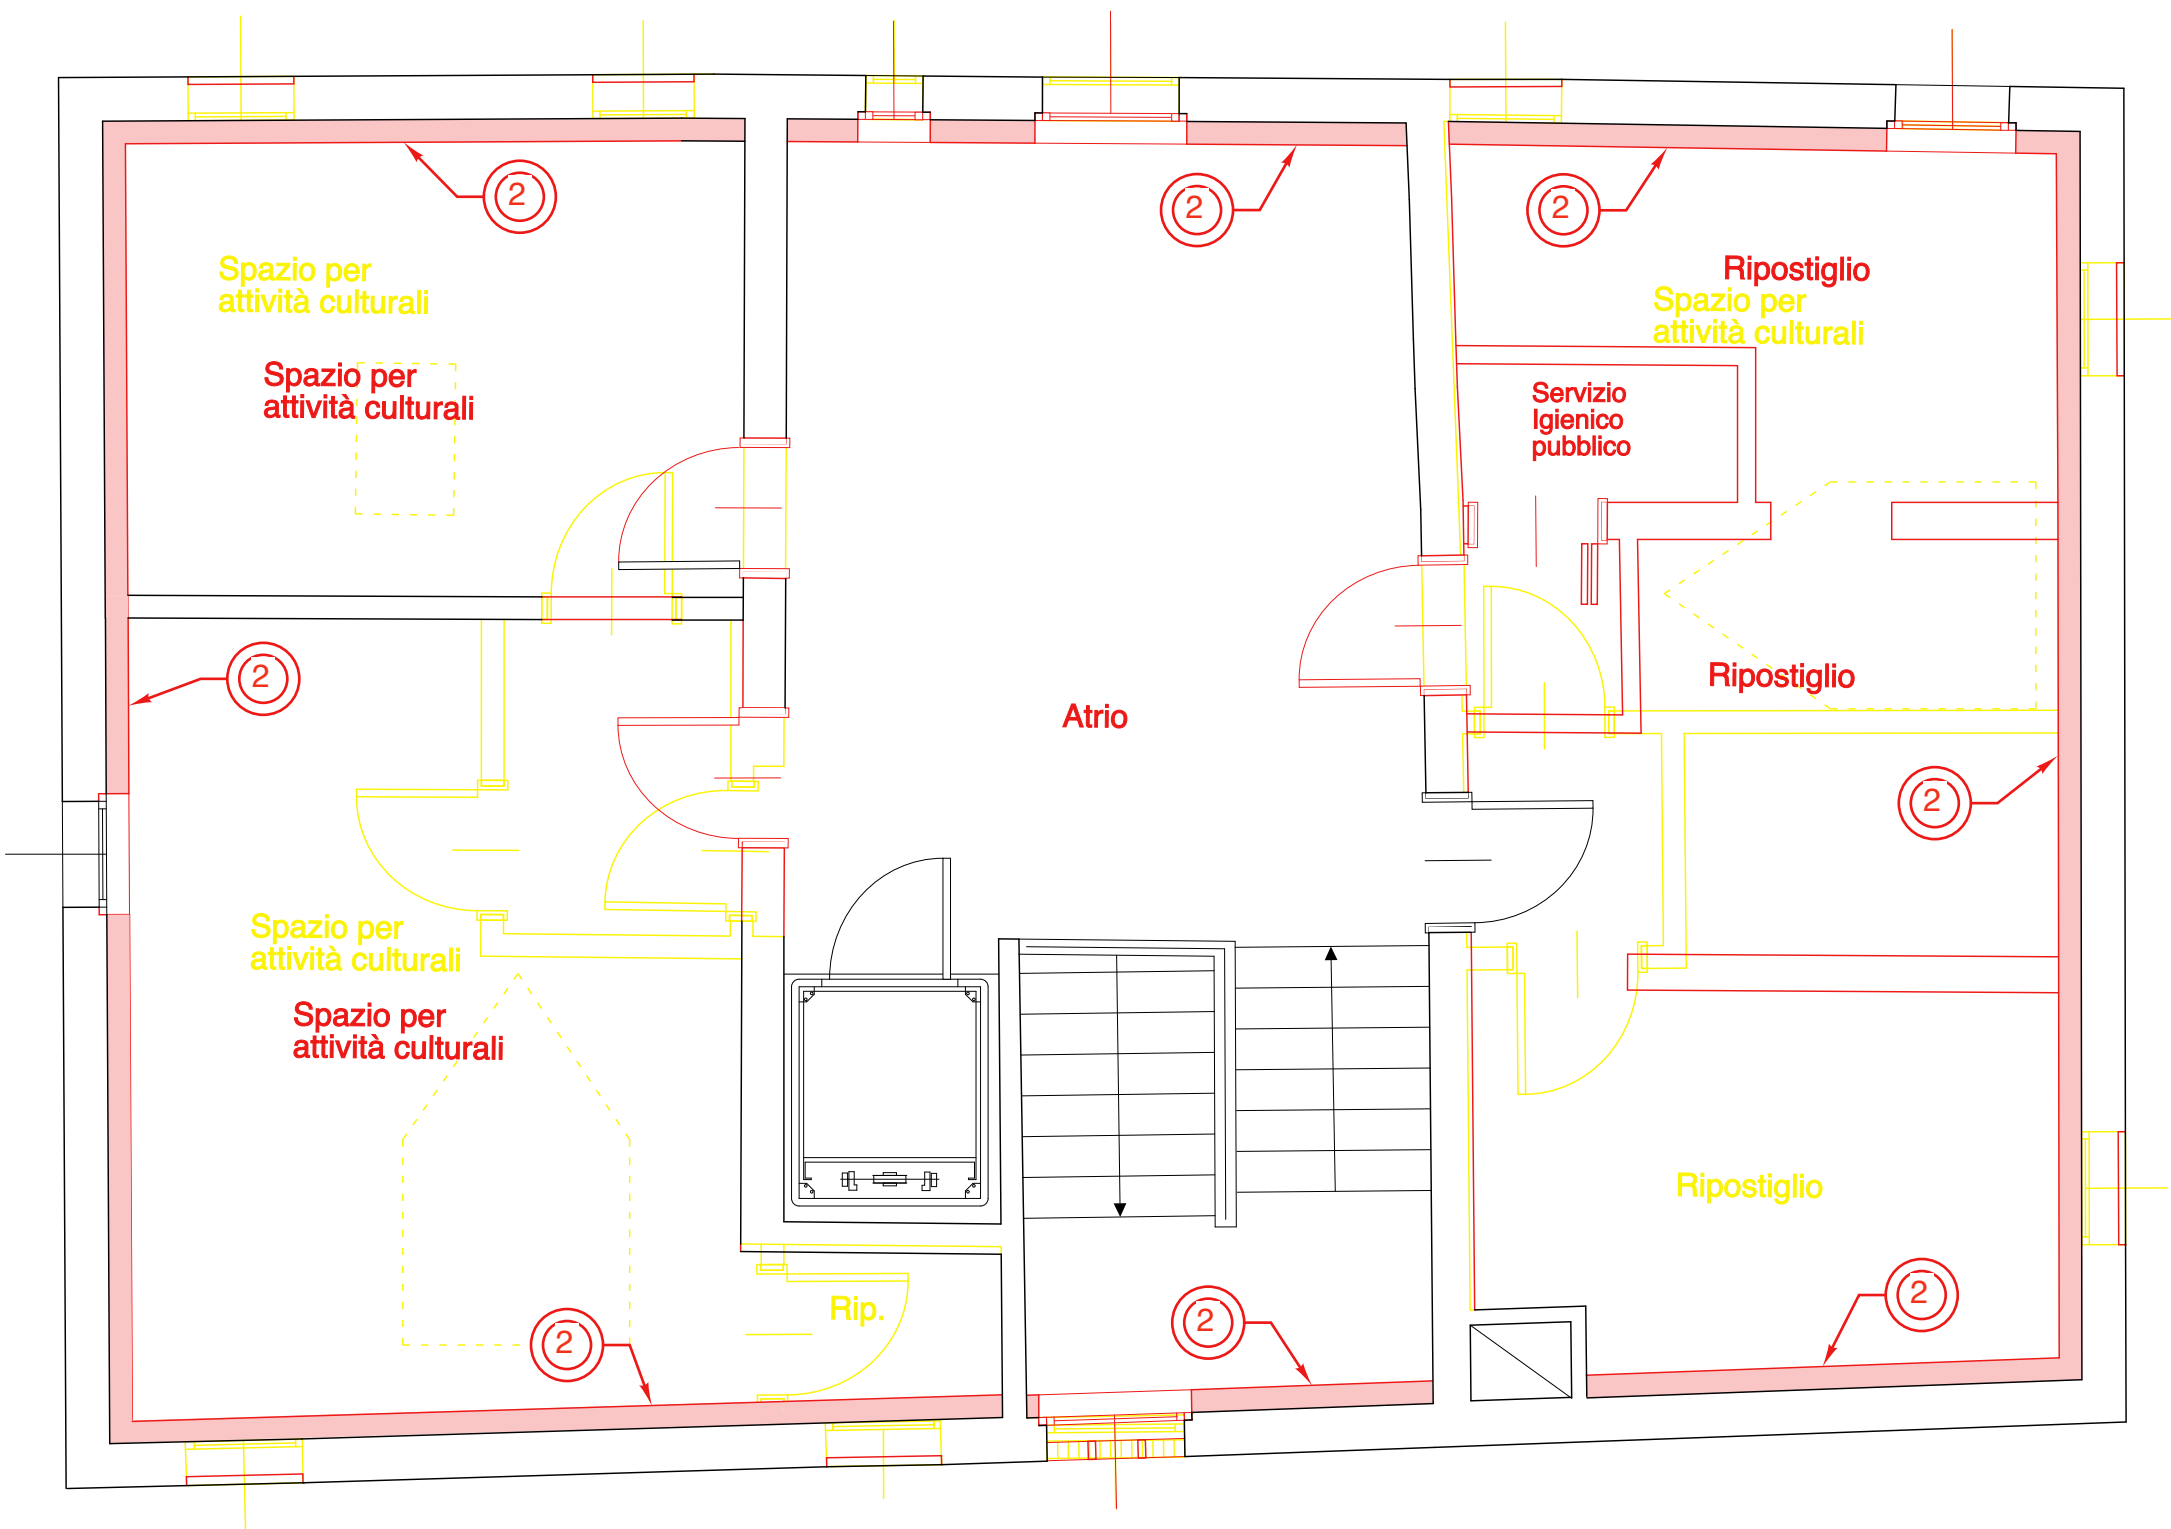 2
2
2
Spazio per
attività culturali
Ripostiglio
Spazio per
attività culturali
Spazio per
attività culturali
Servizio
Igienico
pubblico
2
Ripostiglio
Atrio
2
Spazio per
attività culturali
Spazio per
attività culturali
Ripostiglio
Rip.
2
2
2